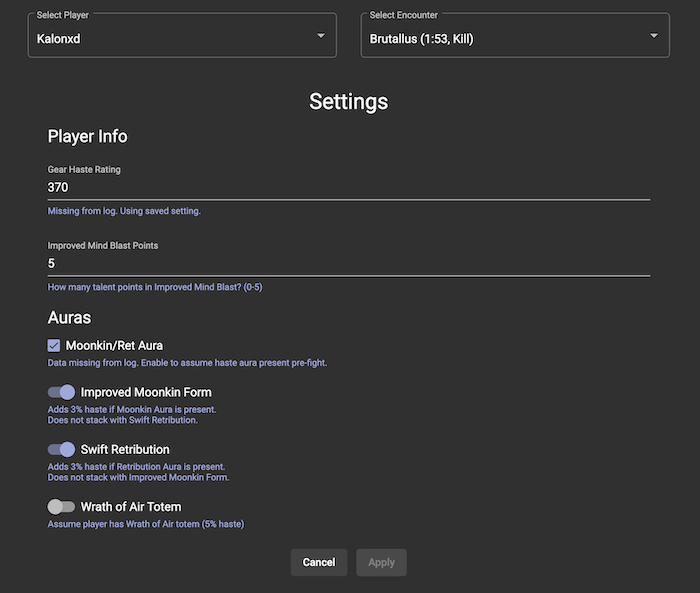 Select Player
Kalonxd
Select Encounter
Brutallus (1:53, Kill)
Settings
Player Info
Gear Haste Rating
370
Missing from log. Using saved setting.
Improved Mind Blast Points
5
How many talent points in Improved Mind Blast? (0-5)
Auras
Moonkin/Ret Aura
Data missing from log. Enable to assume haste aura present pre-fight.
Improved Moonkin Form
Adds 3% haste if Moonkin Aura is present.
Does not stack with Swift Retribution.
Swift Retribution
Adds 3% haste if Retribution Aura is present.
Does not stack with Improved Moonkin Form.
Wrath of Air Totem
Assume player has Wrath of Air totem (5% haste)
Cancel
Apply